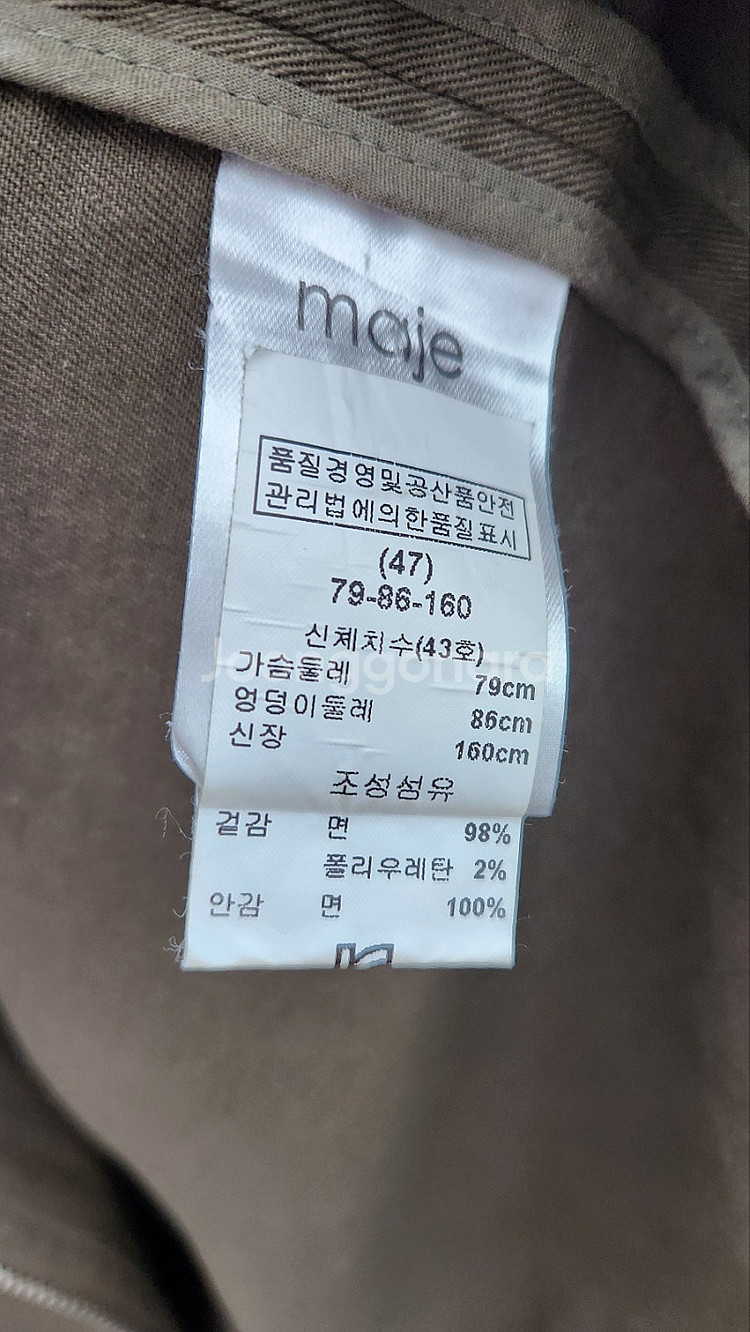 maje
품질경영및공산품안전
관리법에의한품질표시
(47)
79-86-160
신체치수(43호)
가슴둘레 79cm
엉덩이둘레 86cm
신장 160cm
조성섬유
겉감 면 98%
폴리우레탄 2%
안감 면 100%
Joonggonara